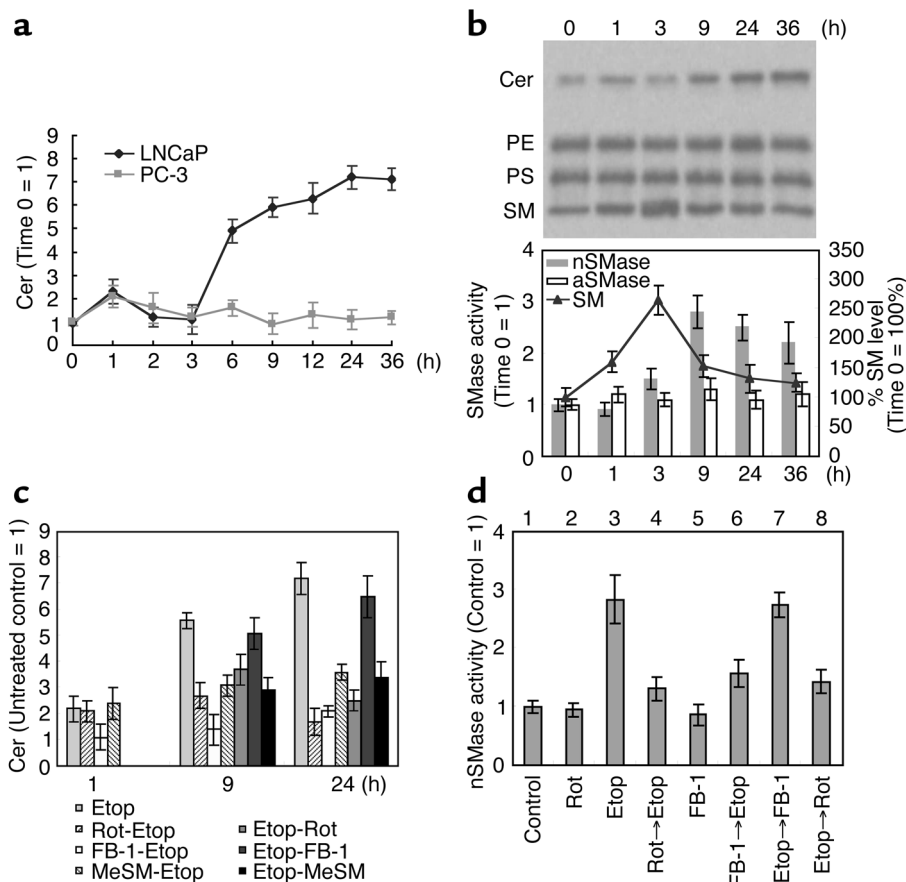 a
9
8
7
6
5
4
3
2
1
0
Cer (Time 0 = 1)
LNCaP
PC-3
0 1 2 3 6 9 12 24 36 (h)
b
0 1 3 9 24 36 (h)
Cer
PE
PS
SM
4
3
2
1
0
SMase activity
(Time 0 = 1)
nSMase
aSMase
SM
350
300
250
200
150
100
50
0
% SM level
(Time 0 = 100%)
0 1 3 9 24 36 (h)
c
9
8
7
6
5
4
3
2
1
0
Cer (Untreated control = 1)
1 9 24 (h)
Etop
Rot-Etop
FB-1-Etop
MeSM-Etop
Etop-Rot
Etop-FB-1
Etop-MeSM
d
1 2 3 4 5 6 7 8
4
3
2
1
0
nSMase activity (Control = 1)
Control
Rot
Etop
Rot→Etop
FB-1
FB-1→Etop
Etop→FB-1
Etop→Rot